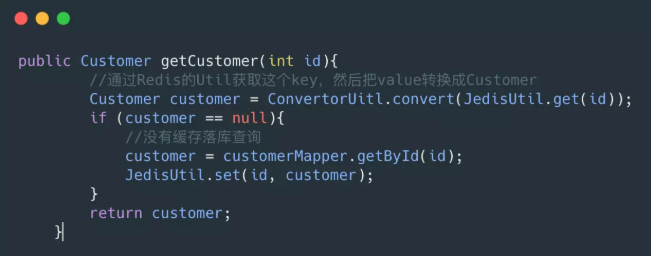 public Customer getCustomer(int id){
//通过Redis的Util获取这个key，然后把value转换成Customer
Customer customer = ConvertorUitl.convert(JedisUtil.get(id));
if (customer == null){
//没有缓存落库查询
customer = customerMapper.getById(id);
JedisUtil.set(id, customer);
}
return customer;
}